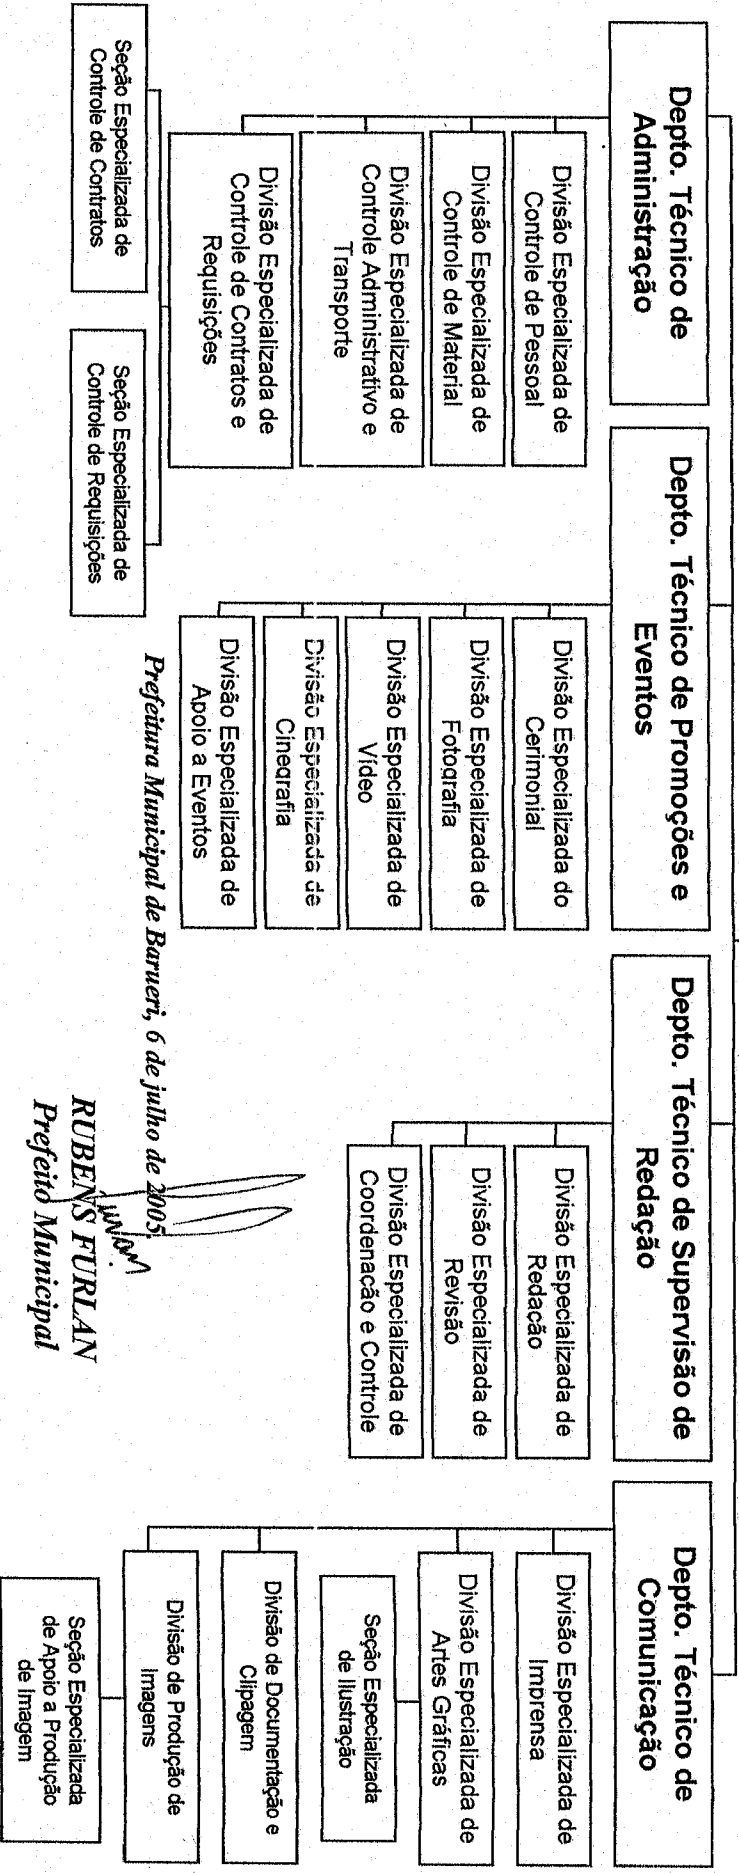 Depto. Técnico de
Administração
Divisão Especializada de
Controle de Pessoal
Divisão Especializada de
Controle de Material
Divisão Especializada de
Controle Administrativo e
Transporte
Divisão Especializada de
Controle de Contratos e
Requisições
Seção Especializada de
Controle de Contratos
Seção Especializada de
Controle de Requisições
Depto. Técnico de Promoções e
Eventos
Divisão Especializada do
Cerimonial
Divisão Especializada de
Fotografia
Divisão Especializada de
Vídeo
Divisão Especializada de
Cinegrafia
Divisão Especializada de
Apoio a Eventos
Depto. Técnico de Supervisão de
Redação
Divisão Especializada de
Redação
Divisão Especializada de
Revisão
Divisão Especializada de
Coordenação e Controle
Depto. Técnico de
Comunicação
Divisão Especializada de
Imprensa
Divisão Especializada de
Artes Gráficas
Seção Especializada
de Ilustração
Divisão de Documentação e
Clipagem
Divisão de Produção de
Imagens
Seção Especializada
de Apoio a Produção
de Imagem
Prefeitura Municipal de Barueri, 6 de julho de 2005.
RUBENS FURLAN
Prefeito Municipal